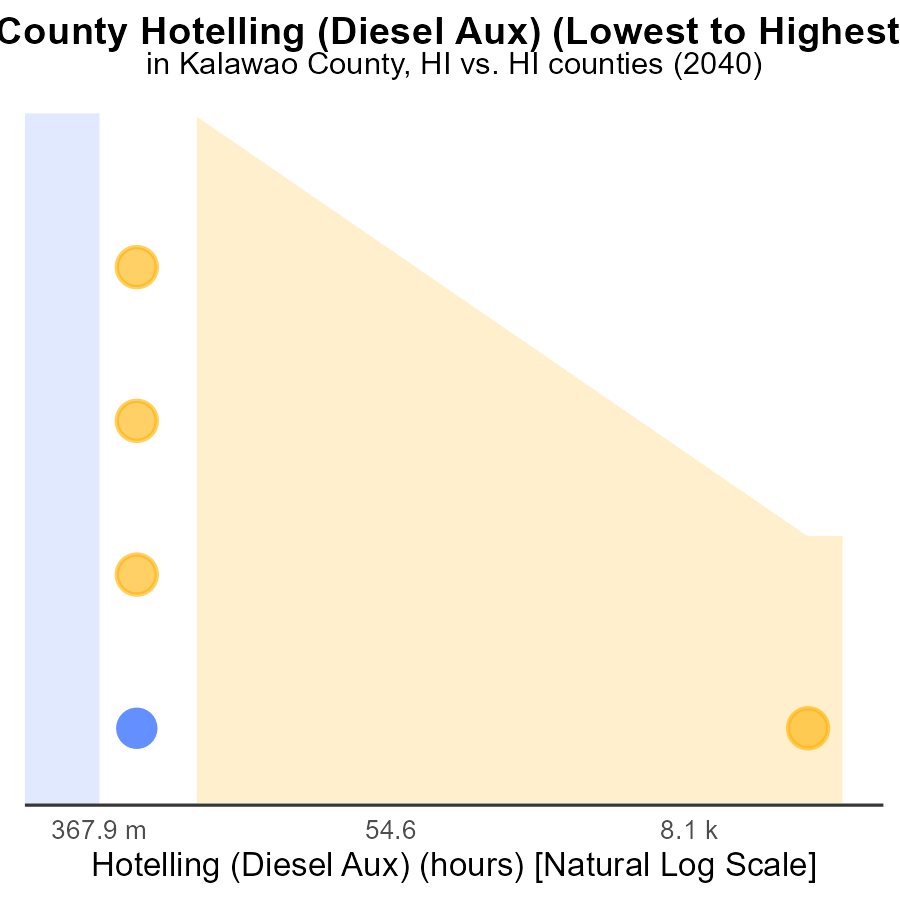 County Hotelling (Diesel Aux) (Lowest to Highest
in Kalawao County, HI vs. HI counties (2040)
367.9 m 54.6 8.1 k
Hotelling (Diesel Aux) (hours) [Natural Log Scale]